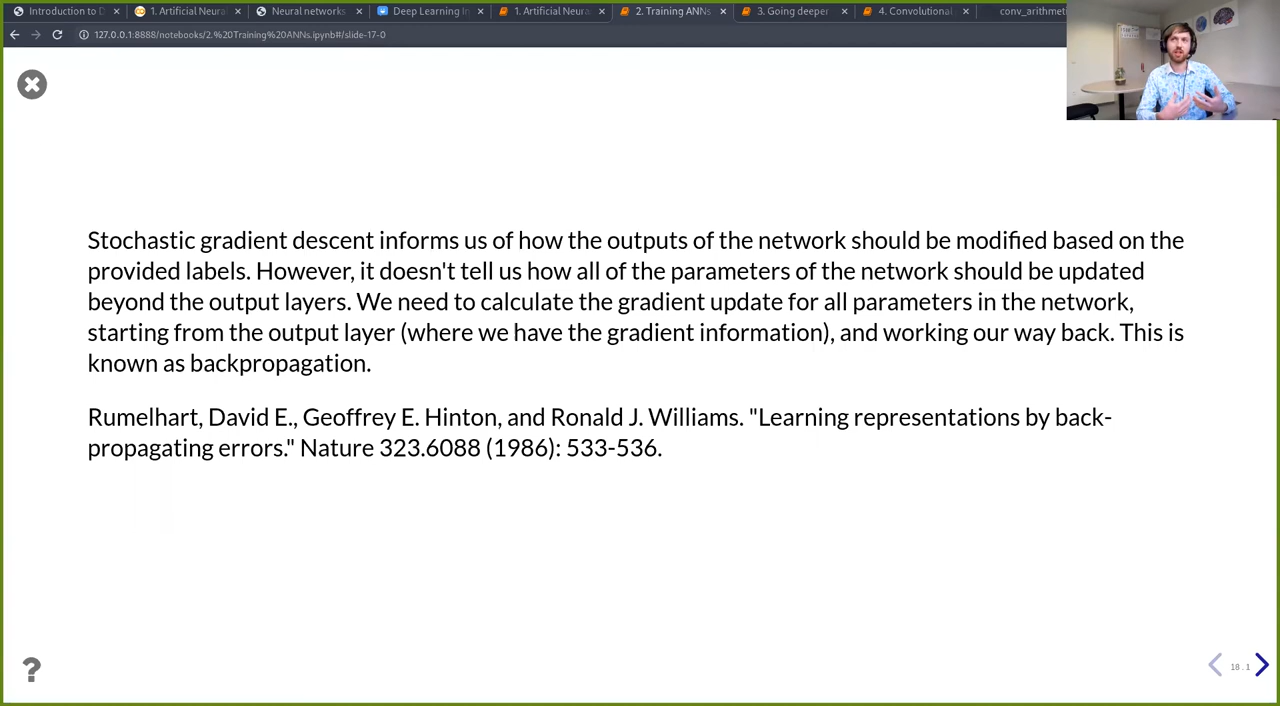 Introduction to D
1. Artificial Neura
Neural networks
Deep Learning I
1. Artificial Neura
2. Training ANNs
3. Going deeper
4. Convolutional
conv_arithmeti
127.0.0.1:8888/notebooks/2.%20Training%20ANNs.ipynb#/slide-17-0
Stochastic gradient descent informs us of how the outputs of the network should be modified based on the
provided labels. However, it doesn't tell us how all of the parameters of the network should be updated
beyond the output layers. We need to calculate the gradient update for all parameters in the network,
starting from the output layer (where we have the gradient information), and working our way back. This is
known as backpropagation.
Rumelhart, David E., Geoffrey E. Hinton, and Ronald J. Williams. "Learning representations by back-
propagating errors." Nature 323.6088 (1986): 533-536.
?
18.1